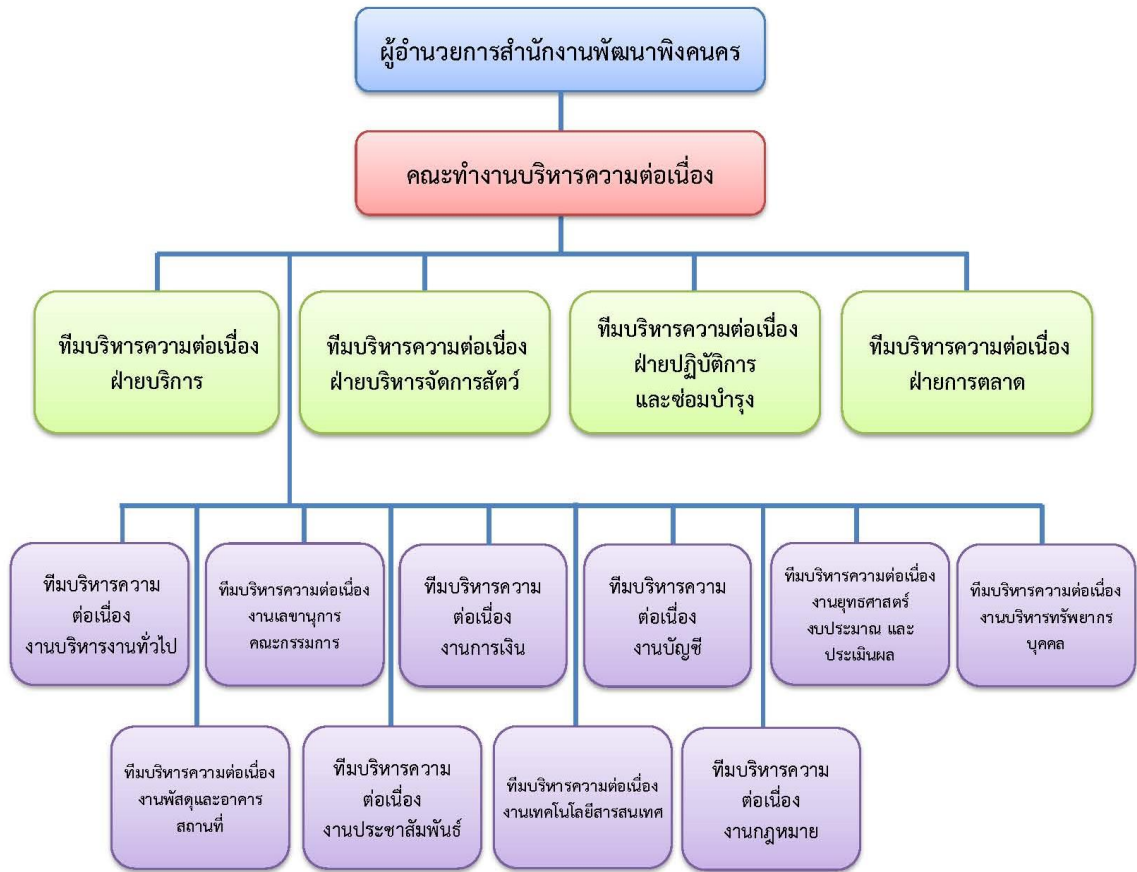 ผู้อำนวยการสำนักงานพัฒนาพิงคนคร
คณะทำงานบริหารความต่อเนื่อง
ทีมบริหารความต่อเนื่อง
ฝ่ายบริการ
ทีมบริหารความต่อเนื่อง
ฝ่ายบริหารจัดการสัตว์
ทีมบริหารความต่อเนื่อง
ฝ่ายปฏิบัติการ
และซ่อมบำรุง
ทีมบริหารความต่อเนื่อง
ฝ่ายการตลาด
ทีมบริหารความ
ต่อเนื่อง
งานบริหารงานทั่วไป
ทีมบริหารความต่อเนื่อง
งานเลขานุการ
คณะกรรมการ
ทีมบริหารความ
ต่อเนื่อง
งานการเงิน
ทีมบริหารความ
ต่อเนื่อง
งานบัญชี
ทีมบริหารความต่อเนื่อง
งานยุทธศาสตร์
งบประมาณ และ
ประเมินผล
ทีมบริหารความต่อเนื่อง
งานบริหารทรัพยากร
บุคคล
ทีมบริหารความต่อเนื่อง
งานพัสดุและอาคาร
สถานที่
ทีมบริหารความ
ต่อเนื่อง
งานประชาสัมพันธ์
ทีมบริหารความต่อเนื่อง
งานเทคโนโลยีสารสนเทศ
ทีมบริหารความ
ต่อเนื่อง
งานกฎหมาย